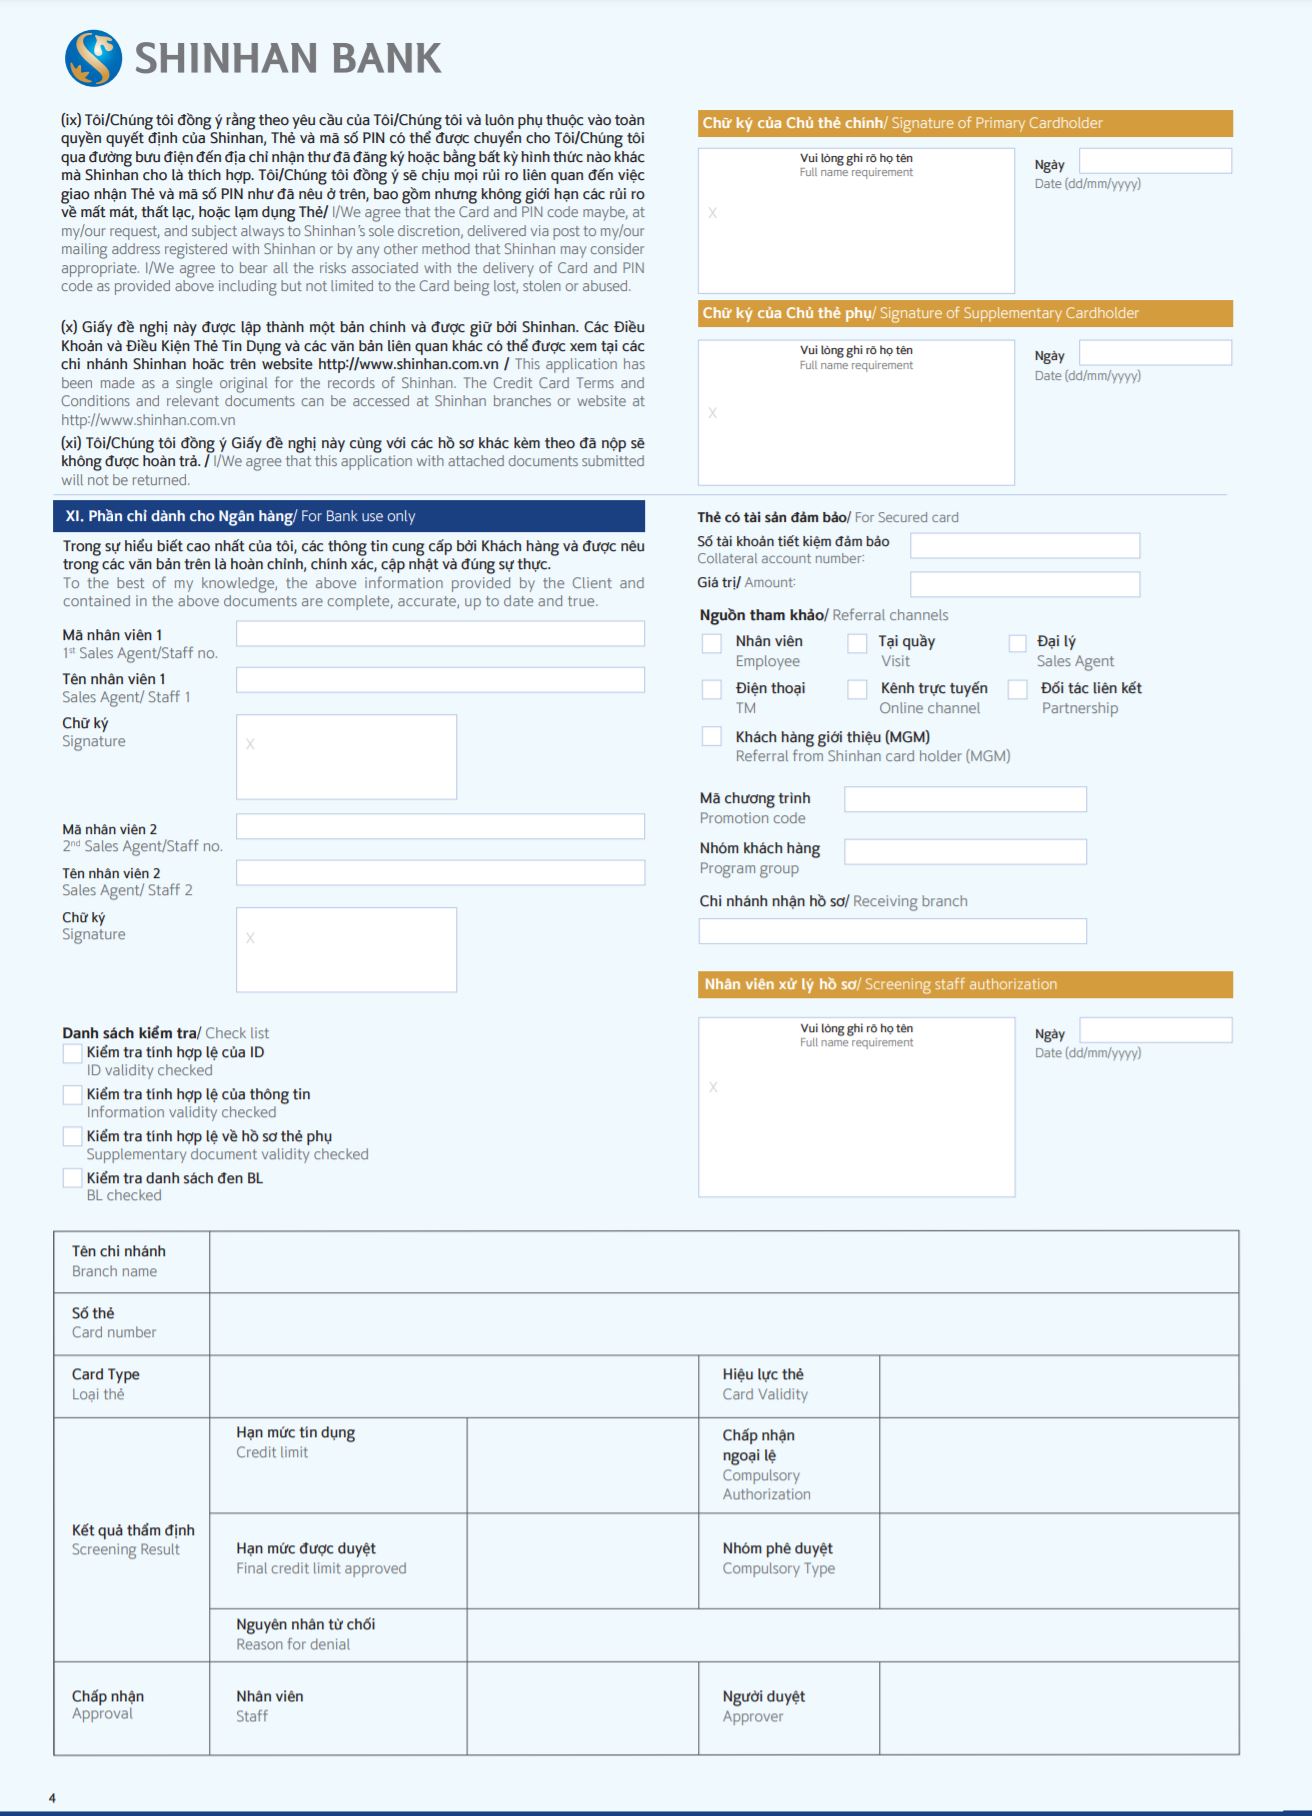 SHINHAN BANK
(ix) Tôi/Chúng tôi đồng ý rằng theo yêu cầu của Tôi/Chúng tôi và luôn phụ thuộc vào toàn
quyền quyết định của Shinhan, Thẻ và mã số PIN có thể được chuyển cho Tôi/Chúng tôi
qua đường bưu điện đến địa chỉ nhận thư đã đăng ký hoặc bằng bất kỳ hình thức nào khác
mà Shinhan cho là thích hợp. Tôi/Chúng tôi đồng ý sẽ chịu mọi rủi ro liên quan đến việc
giao nhận Thẻ và mã số PIN như đã nêu ở trên, bao gồm nhưng không giới hạn các rủi ro
về mất mát, thất lạc, hoặc lạm dụng Thẻ/ I/We agree that the Card and PIN code maybe, at
my/our request, and subject always to Shinhan's sole discretion, delivered via post to my/our
mailing address registered with Shinhan or by any other method that Shinhan may consider
appropriate. I/We agree to bear all the risks associated with the delivery of Card and PIN
code as provided above including but not limited to the Card being lost, stolen or abused.
(x) Giấy đề nghị này được lập thành một bản chính và được giữ bởi Shinhan. Các Điều
Khoản và Điều Kiện Thẻ Tín Dụng và các văn bản liên quan khác có thể được xem tại các
chi nhánh Shinhan hoặc trên website http://www.shinhan.com.vn / This application has
been made as a single original for the records of Shinhan. The Credit Card Terms and
Conditions and relevant documents can be accessed at Shinhan branches or website at
http://www.shinhan.com.vn
(xi) Tôi/Chúng tôi đồng ý Giấy đề nghị này cùng với các hồ sơ khác kèm theo đã nộp sẽ
không được hoàn trả. / I/We agree that this application with attached documents submitted
will not be returned.
Chữ ký của Chủ thẻ chính/ Signature of Primary Cardholder
Vui lòng ghi rõ họ tên
Full name requirement
X
Ngày
Date (dd/mm/yyyy)
Chữ ký của Chủ thẻ phụ/ Signature of Supplementary Cardholder
Vui lòng ghi rõ họ tên
Full name requirement
X
Ngày
Date (dd/mm/yyyy)
XI. Phần chỉ dành cho Ngân hàng/ For Bank use only
Trong sự hiểu biết cao nhất của tôi, các thông tin cung cấp bởi Khách hàng và được nêu
trong các văn bản trên là hoàn chỉnh, chính xác, cập nhật và đúng sự thực.
To the best of my knowledge, the above information provided by the Client and
contained in the above documents are complete, accurate, up to date and true.
Mã nhân viên 1
1st Sales Agent/Staff no.
Tên nhân viên 1
Sales Agent/ Staff 1
Chữ ký
Signature
X
Mã nhân viên 2
2nd Sales Agent/Staff no.
Tên nhân viên 2
Sales Agent/ Staff 2
Chữ ký
Signature
X
Danh sách kiểm tra/ Check list
Kiểm tra tính hợp lệ của ID
ID validity checked
Kiểm tra tính hợp lệ của thông tin
Information validity checked
Kiểm tra tính hợp lệ về hồ sơ thẻ phụ
Supplementary document validity checked
Kiểm tra danh sách đen BL
BL checked
Thẻ có tài sản đảm bảo/ For Secured card
Số tài khoản tiết kiệm đảm bảo
Collateral account number:
Giá trị/ Amount:
Nguồn tham khảo/ Referral channels
Nhân viên
Employee
Tại quầy
Visit
Đại lý
Sales Agent
Điện thoại
TM
Kênh trực tuyến
Online channel
Đối tác liên kết
Partnership
Khách hàng giới thiệu (MGM)
Referral from Shinhan card holder (MGM)
Mã chương trình
Promotion code
Nhóm khách hàng
Program group
Chi nhánh nhận hồ sơ/ Receiving branch
Nhân viên xử lý hồ sơ/ Screening staff authorization
Vui lòng ghi rõ họ tên
Full name requirement
X
Ngày
Date (dd/mm/yyyy)
Tên chi nhánh
Branch name
Số thẻ
Card number
Card Type
Loại thẻ
Hiệu lực thẻ
Card Validity
Kết quả thẩm định
Screening Result
Hạn mức tín dụng
Credit limit
Chấp nhận
ngoại lệ
Compulsory
Authorization
Hạn mức được duyệt
Final credit limit approved
Nhóm phê duyệt
Compulsory Type
Nguyên nhân từ chối
Reason for denial
Chấp nhận
Approval
Nhân viên
Staff
Người duyệt
Approver
4